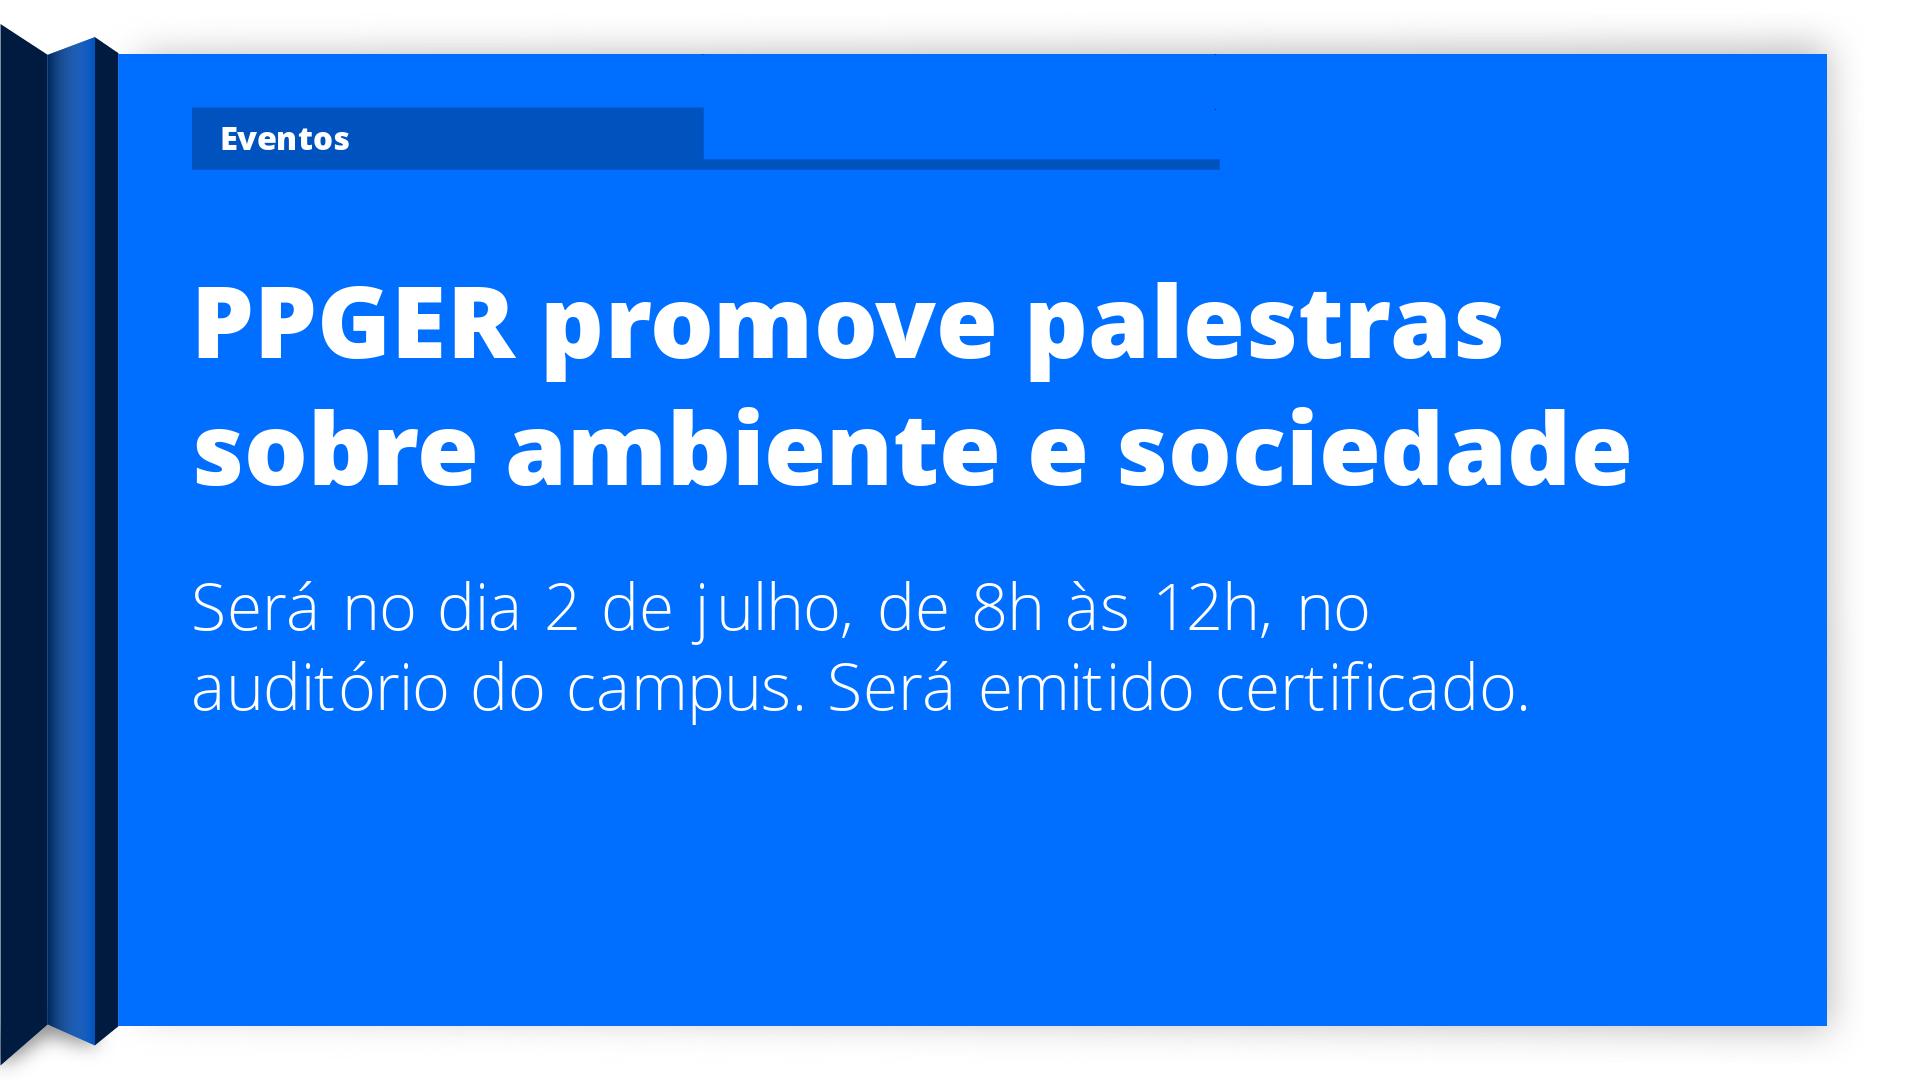 Eventos
PPGER promove palestras
sobre ambiente e sociedade
Será no dia 2 de julho, de 8h às 12h, no
auditório do campus. Será emitido certificado.